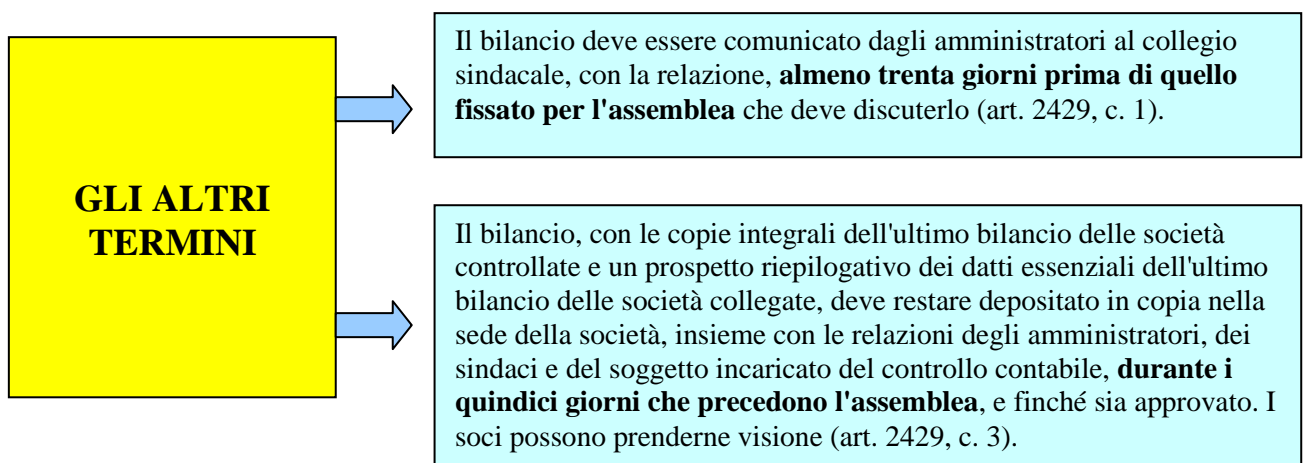 GLI ALTRI
TERMINI
Il bilancio deve essere comunicato dagli amministratori al collegio
sindacale, con la relazione, almeno trenta giorni prima di quello
fissato per l'assemblea che deve discuterlo (art. 2429, c. 1).
Il bilancio, con le copie integrali dell'ultimo bilancio delle società
controllate e un prospetto riepilogativo dei datti essenziali dell'ultimo
bilancio delle società collegate, deve restare depositato in copia nella
sede della società, insieme con le relazioni degli amministratori, dei
sindaci e del soggetto incaricato del controllo contabile, durante i
quindici giorni che precedono l'assemblea, e finché sia approvato. I
soci possono prenderne visione (art. 2429, c. 3).